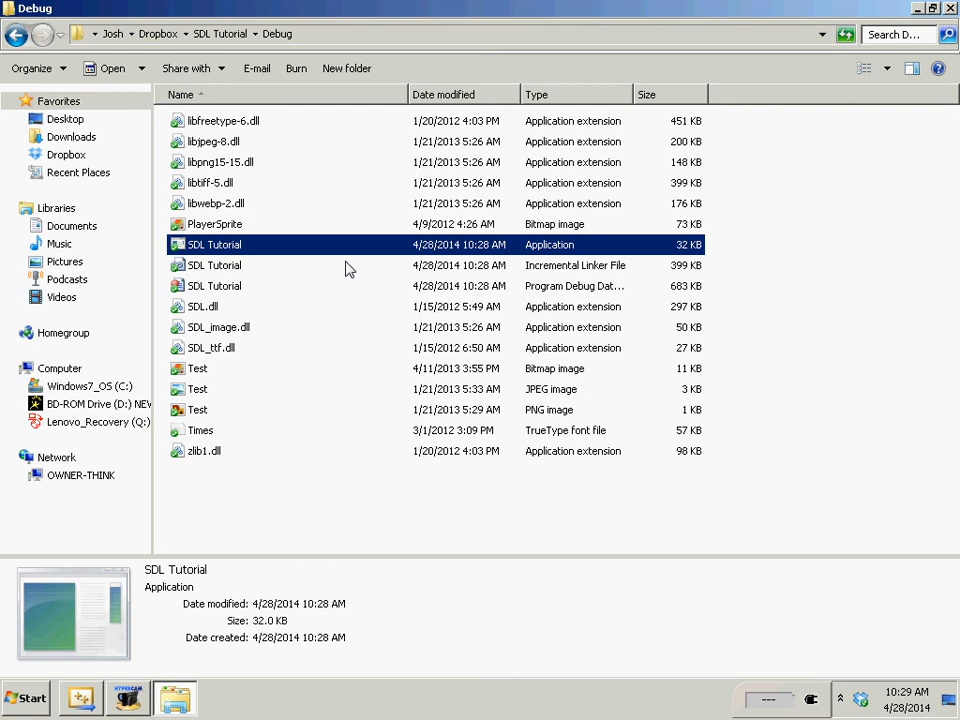 Debug
Josh Dropbox SDL Tutorial Debug Search D...
Organize Open Share with E-mail Burn New folder
Name Date modified Type Size
Favorites
Desktop
Downloads
Dropbox
Recent Places
Libraries
Documents
Music
Pictures
Podcasts
Videos
Homegroup
Computer
Windows7_OS (C:)
BD-ROM Drive (D:) NEV
Lenovo_Recovery (Q:)
Network
OWNER-THINK
libfreetype-6.dll 1/20/2012 4:03 PM Application extension 451 KB
libjpeg-8.dll 1/21/2013 5:26 AM Application extension 200 KB
libpng15-15.dll 1/21/2013 5:26 AM Application extension 148 KB
libtiff-5.dll 1/21/2013 5:26 AM Application extension 399 KB
libwebp-2.dll 1/21/2013 5:26 AM Application extension 176 KB
PlayerSprite 4/9/2012 4:26 AM Bitmap image 73 KB
SDL Tutorial 4/28/2014 10:28 AM Application 32 KB
SDL Tutorial 4/28/2014 10:28 AM Incremental Linker File 399 KB
SDL Tutorial 4/28/2014 10:28 AM Program Debug Dat... 683 KB
SDL.dll 1/15/2012 5:49 AM Application extension 297 KB
SDL_image.dll 1/21/2013 5:26 AM Application extension 50 KB
SDL_ttf.dll 1/15/2012 6:50 AM Application extension 27 KB
Test 4/11/2013 3:55 PM Bitmap image 11 KB
Test 1/21/2013 5:33 AM JPEG image 3 KB
Test 1/21/2013 5:29 AM PNG image 1 KB
Times 3/1/2012 3:09 PM TrueType font file 57 KB
zlib1.dll 1/20/2012 4:03 PM Application extension 98 KB
SDL Tutorial
Application
Date modified: 4/28/2014 10:28 AM
Size: 32.0 KB
Date created: 4/28/2014 10:28 AM
Start
HYPERCAM
10:29 AM
4/28/2014